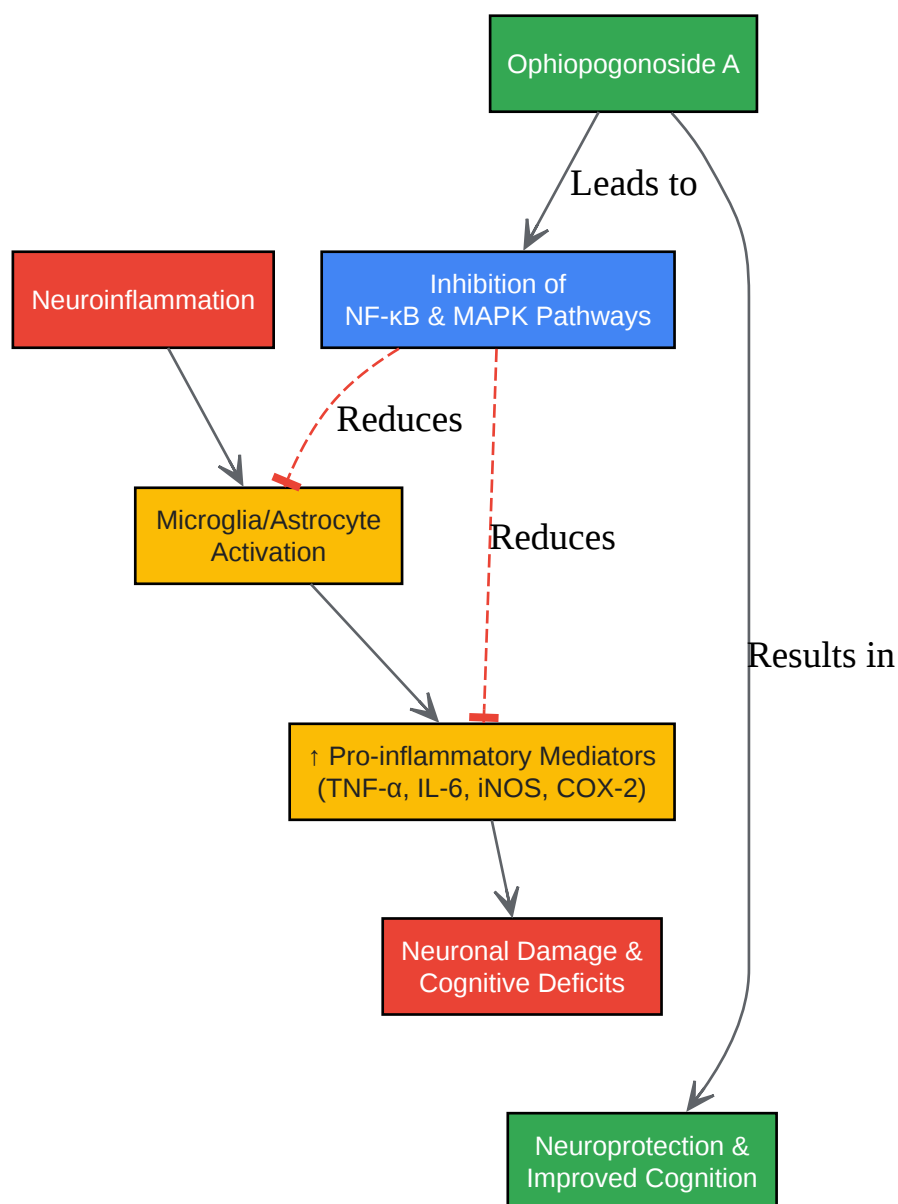 Ophiopogonoside A
Leads to
Neuroinflammation
Inhibition of
NF-κB & MAPK Pathways
Reduces
Microglia/Astrocyte
Activation
Reduces
Results in
↑ Pro-inflammatory Mediators
(TNF-α, IL-6, iNOS, COX-2)
Neuronal Damage &
Cognitive Deficits
Neuroprotection &
Improved Cognition